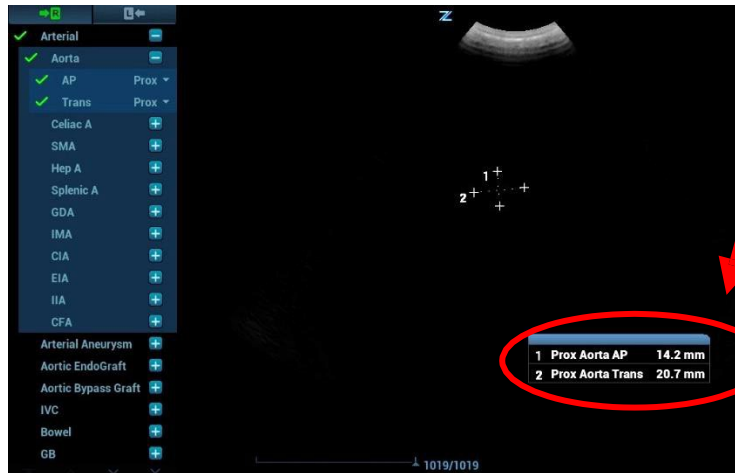 R L
Arterial
Aorta
AP Prox
Trans Prox
Celiac A
SMA
Hep A
Splenic A
GDA
IMA
CIA
EIA
IIA
CFA
Arterial Aneurysm
Aortic EndoGraft
Aortic Bypass Graft
IVC
Bowel
GB
Z
1
2
1 Prox Aorta AP 14.2 mm
2 Prox Aorta Trans 20.7 mm
1019/1019